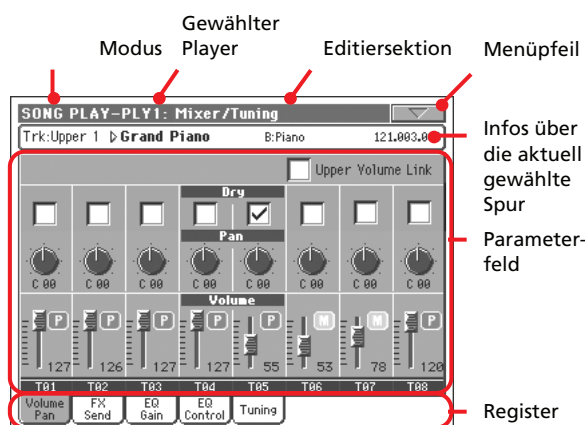 Gewählter
Modus Player Editiersektion Menüpfeil
SONG PLAY-PLY1: Mixer/Tuning
Trk:Upper 1 ▷Grand Piano B:Piano 121.003.0
Infos über
die aktuell
gewählte
Spur
Upper Volume Link
Dry
Pan
C 00 C 00 C 00 C 00 C 00 C 00 C 00 C 00
Parameter-
feld
Volume
P P P P P M M P
127 126 127 127 55 53 78 120
T01 T02 T03 T04 T05 T06 T07 T08
Volume Pan FX Send EQ Gain EQ Control Tuning
Register